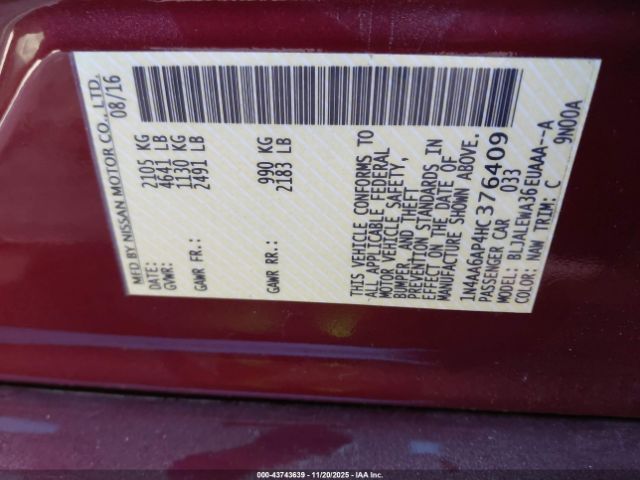 MFD BY NISSAN MOTOR CO., LTD.
DATE: 08/16
GVWR: 2105 KG
4641 LB
GAWR FR.: 1130 KG
2491 LB
GAWR RR.: 990 KG
2183 LB
THIS VEHICLE CONFORMS TO
ALL APPLICABLE FEDERAL
MOTOR VEHICLE SAFETY,
BUMPER, AND THEFT
PREVENTION STANDARDS IN
EFFECT ON THE DATE OF
MANUFACTURE SHOWN ABOVE.
1N4AA6AP4HC376409
PASSENGER CAR 033
MODEL: BLJALEWA36EUAAA--A
COLOR: NAW TRIM: C 9N00A
000-43743639 - 11/20/2025 - IAA Inc.